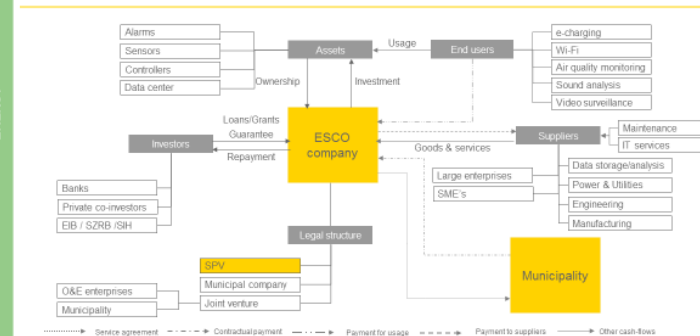 Alarms
Sensors
Controllers
Data center
Assets
Usage
End users
e-charging
Wi-Fi
Air quality monitoring
Sound analysis
Video surveillance
Ownership
Investment
Loans/Grants
Guarantee
Repayment
Investors
ESCO
company
Goods & services
Suppliers
Maintenance
IT services
Banks
Private co-investors
EIB / SZRB /SIH
Large enterprises
SME's
Data storage/analysis
Power & Utilities
Engineering
Manufacturing
Legal structure
SPV
Municipal company
Joint venture
O&E enterprises
Municipality
Municipality
Service agreement
Contractual payment
Payment for usage
Payment to suppliers
Other cash-flows